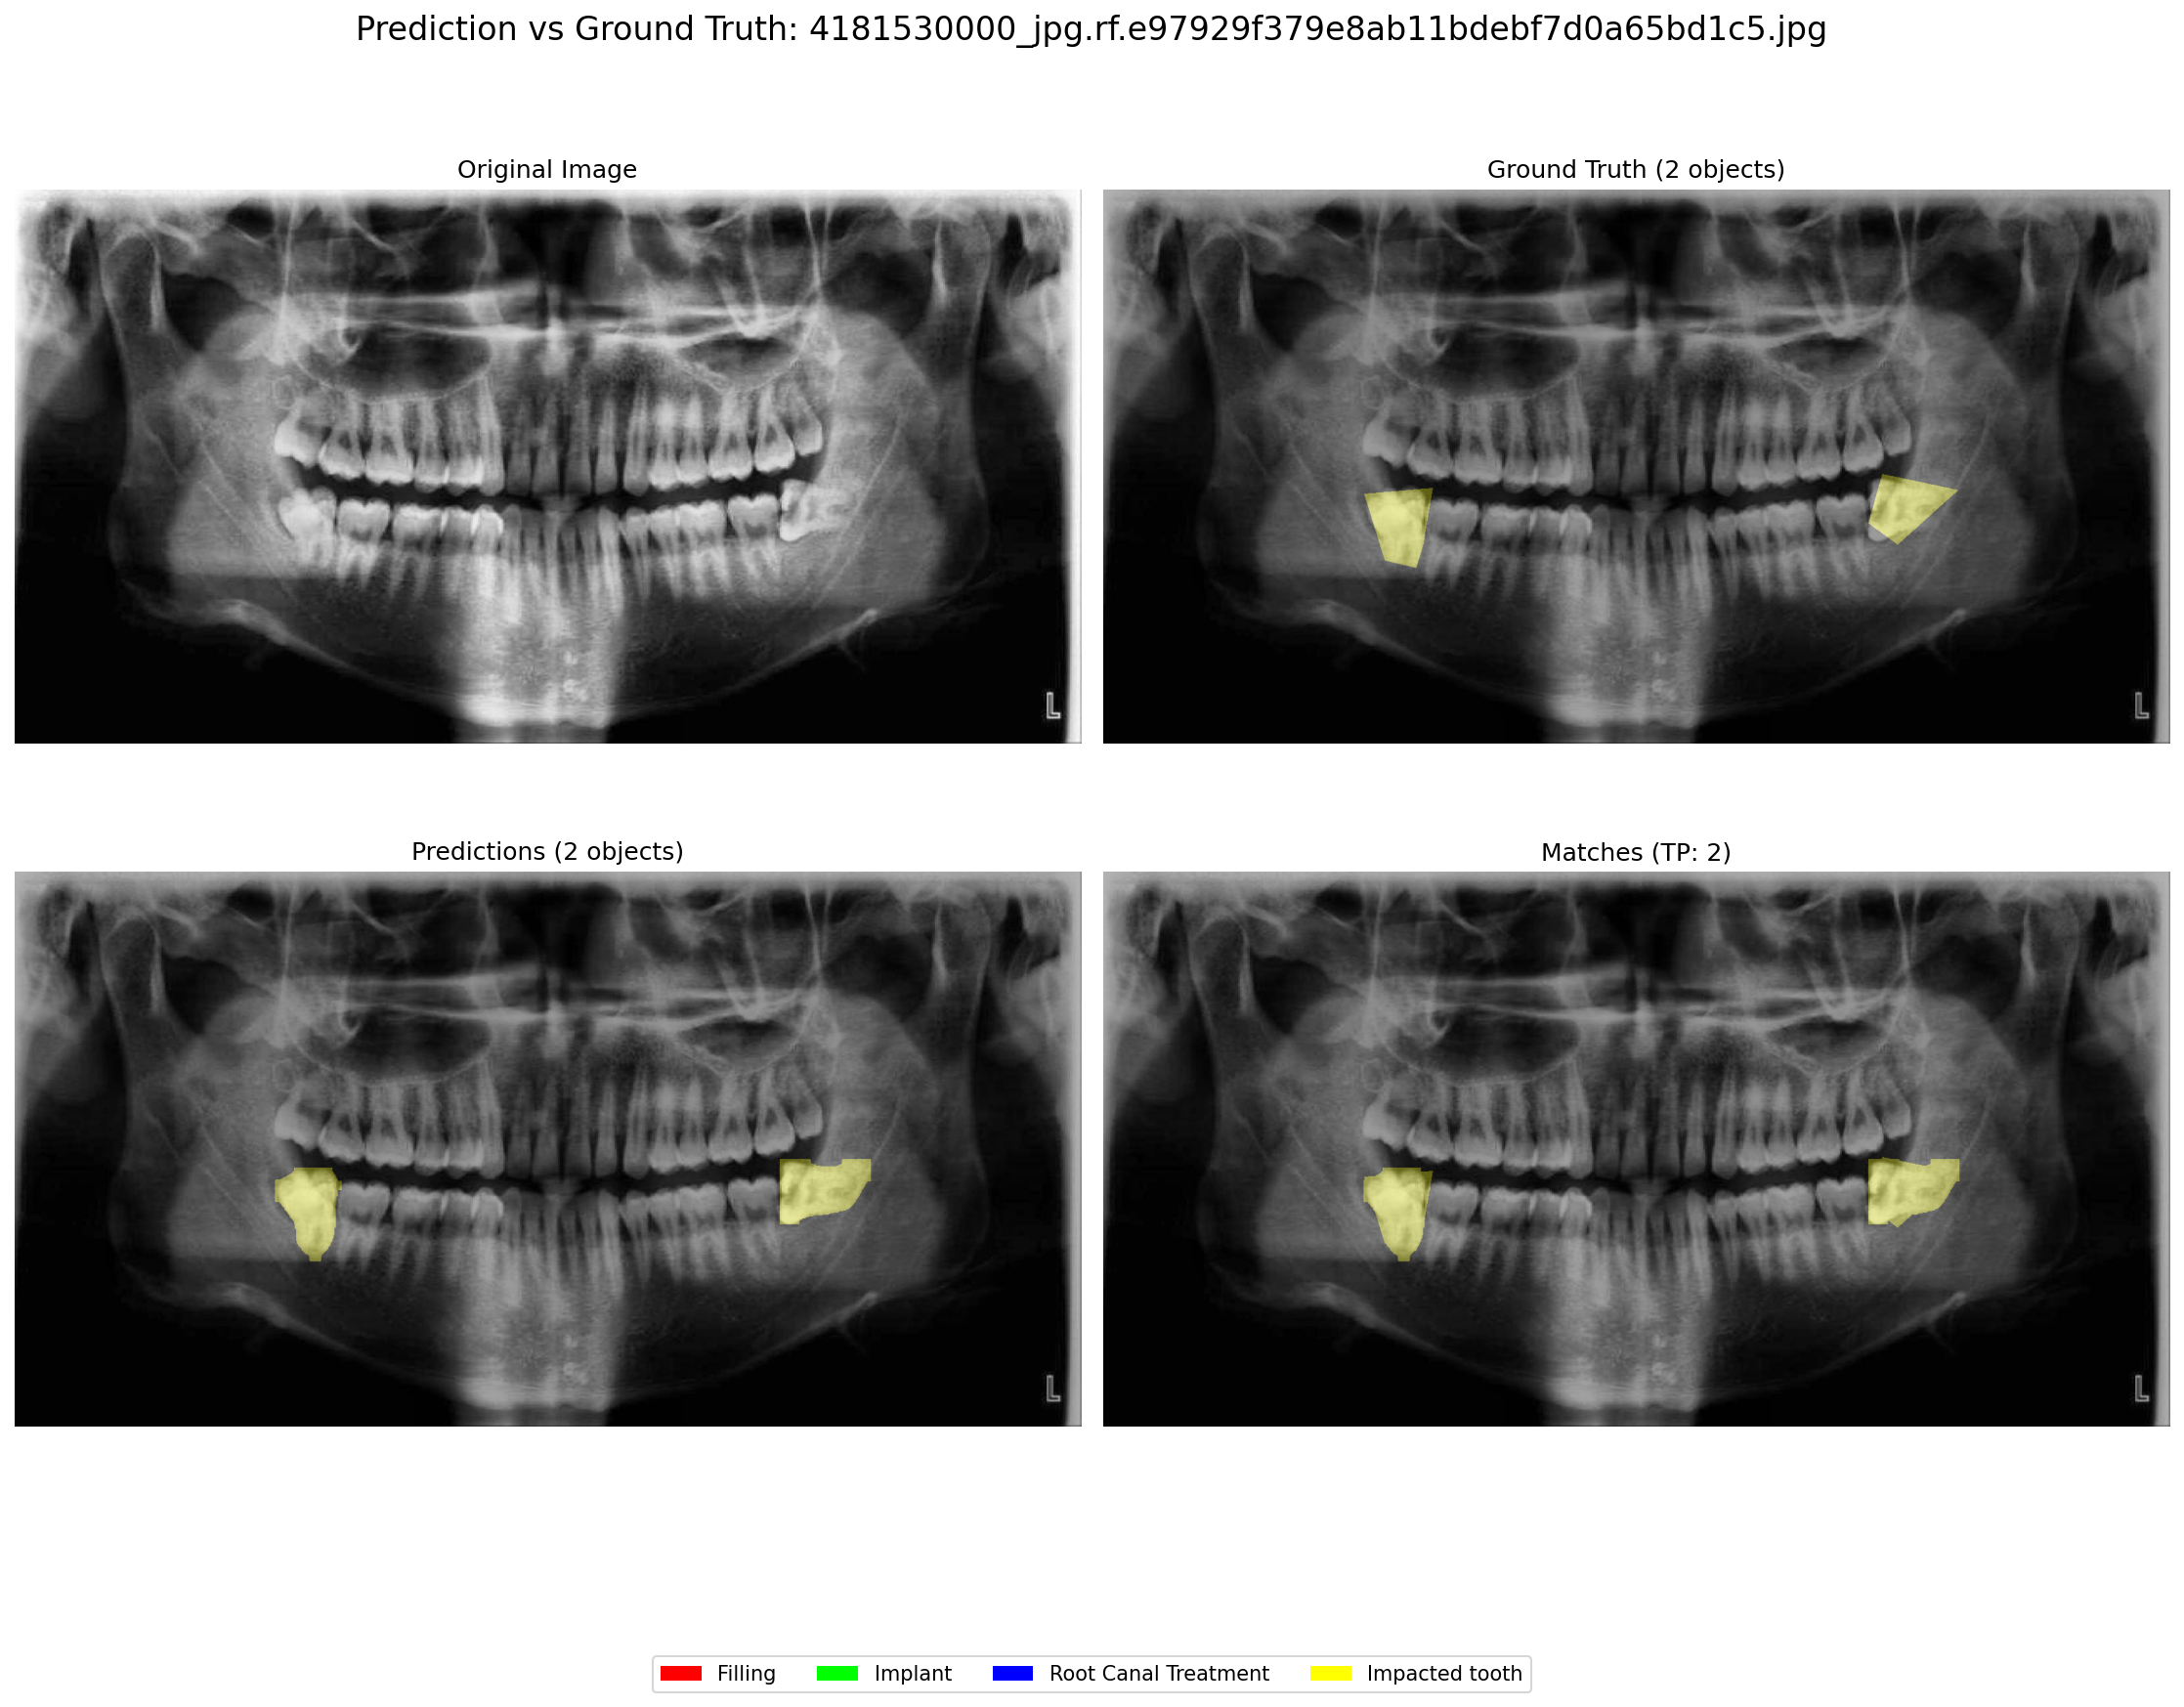 Prediction vs Ground Truth: 4181530000_jpg.rf.e97929f379e8ab11bdebf7d0a65bd1c5.jpg
Original Image
Ground Truth (2 objects)
L
L
Predictions (2 objects)
Matches (TP: 2)
L
L
Filling
Implant
Root Canal Treatment
Impacted tooth